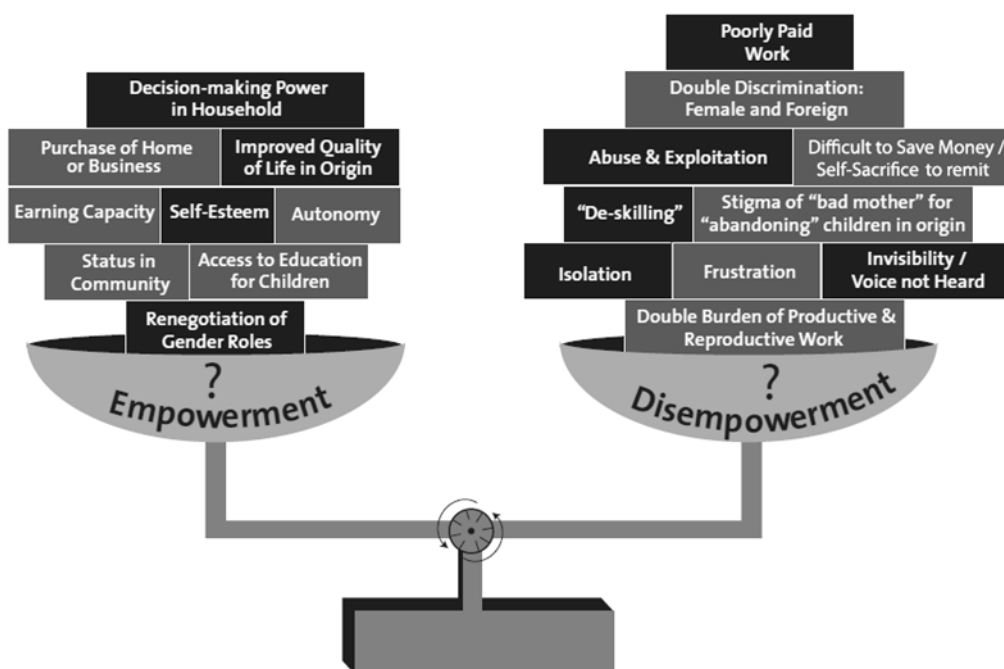 Decision-making Power
in Household
Purchase of Home
or Business
Improved Quality
of Life in Origin
Earning Capacity
Self-Esteem
Autonomy
Status in
Community
Access to Education
for Children
Renegotiation of
Gender Roles
?
Empowerment
Poorly Paid
Work
Double Discrimination:
Female and Foreign
Abuse & Exploitation
Difficult to Save Money /
Self-Sacrifice to remit
“De-skilling”
Stigma of “bad mother” for
“abandoning” children in origin
Isolation
Frustration
Invisibility /
Voice not Heard
Double Burden of Productive &
Reproductive Work
?
Disempowerment